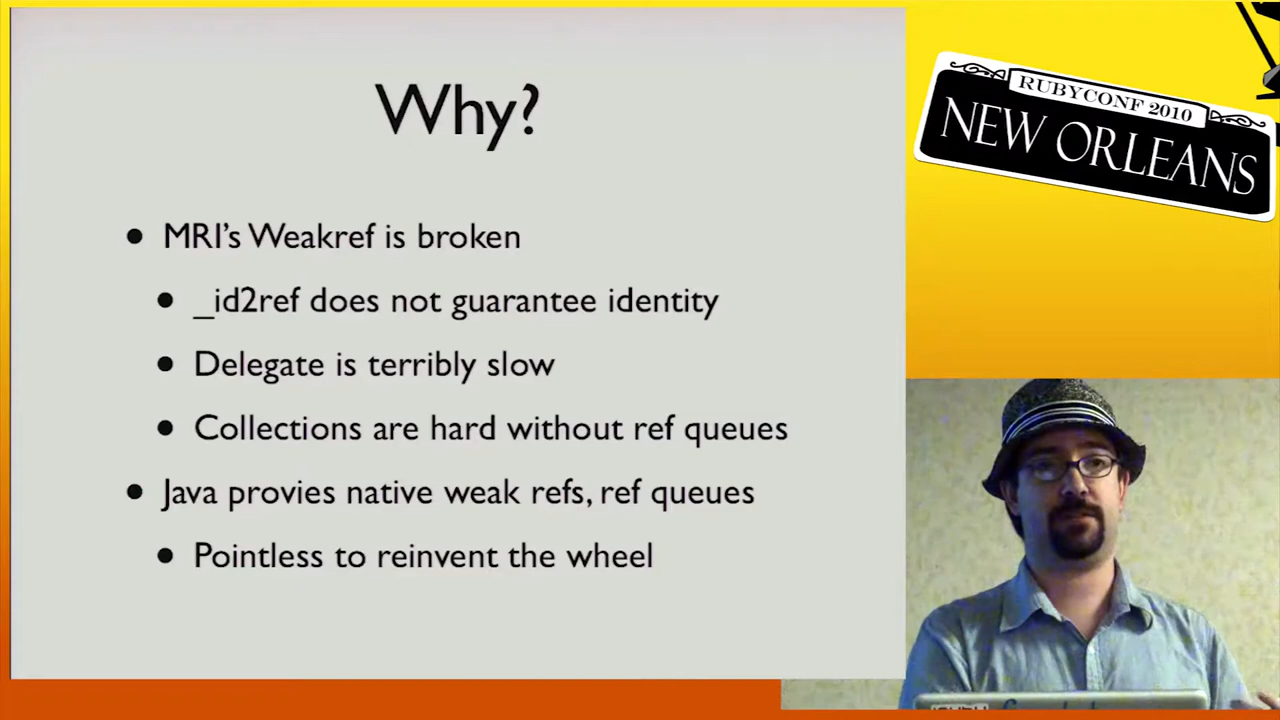 Why?
RUBYCONF 2010
NEW ORLEANS
• MRI's Weakref is broken
• _id2ref does not guarantee identity
• Delegate is terribly slow
• Collections are hard without ref queues
• Java provies native weak refs, ref queues
• Pointless to reinvent the wheel